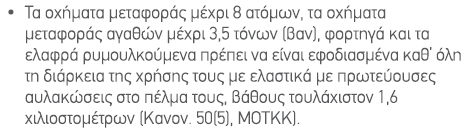 • Τα οχήματα μεταφοράς μέχρι 8 ατόμων, τα οχήματα
μεταφοράς αγαθών μέχρι 3,5 τόνων (βαν), φορτηγά και τα
ελαφρά ρυμουλκούμενα πρέπει να είναι εφοδιασμένα καθ' όλη
τη διάρκεια της χρήσης τους με ελαστικά με πρωτεύουσες
αυλακώσεις στο πέλμα τους, βάθους τουλάχιστον 1,6
χιλιοστομέτρων (Κανον. 50(5), ΜΟΤΚΚ).